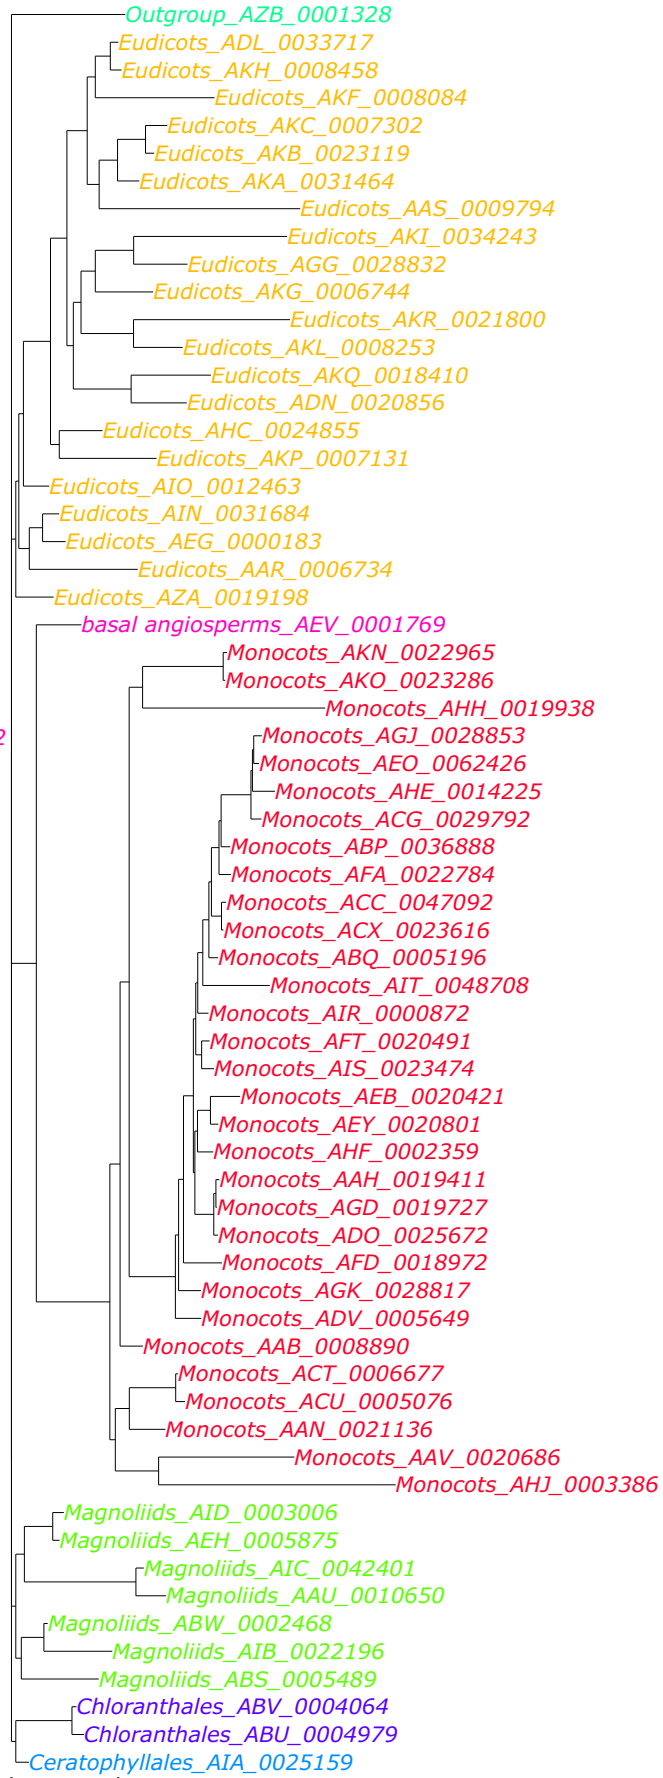 Outgroup_AZB_0001328
Eudicots_ADL_0033717
Eudicots_AKH_0008458
Eudicots_AKF_0008084
Eudicots_AKC_0007302
Eudicots_AKB_0023119
Eudicots_AKA_0031464
Eudicots_AAS_0009794
Eudicots_AKI_0034243
Eudicots_AGG_0028832
Eudicots_AKG_0006744
Eudicots_AKR_0021800
Eudicots_AKL_0008253
Eudicots_AKQ_0018410
Eudicots_ADN_0020856
Eudicots_AHC_0024855
Eudicots_AKP_0007131
Eudicots_AIO_0012463
Eudicots_AIN_0031684
Eudicots_AEG_0000183
Eudicots_AAR_0006734
Eudicots_AZA_0019198
basal angiosperms_AEV_0001769
Monocots_AKN_0022965
Monocots_AKO_0023286
Monocots_AHH_0019938
2
Monocots_AGJ_0028853
Monocots_AEO_0062426
Monocots_AHE_0014225
Monocots_ACG_0029792
Monocots_ABP_0036888
Monocots_AFA_0022784
Monocots_ACC_0047092
Monocots_ACX_0023616
Monocots_ABQ_0005196
Monocots_AIT_0048708
Monocots_AIR_0000872
Monocots_AFT_0020491
Monocots_AIS_0023474
Monocots_AEB_0020421
Monocots_AEY_0020801
Monocots_AHF_0002359
Monocots_AAH_0019411
Monocots_AGD_0019727
Monocots_ADO_0025672
Monocots_AFD_0018972
Monocots_AGK_0028817
Monocots_ADV_0005649
Monocots_AAB_0008890
Monocots_ACT_0006677
Monocots_ACU_0005076
Monocots_AAN_0021136
Monocots_AAV_0020686
Monocots_AHJ_0003386
Magnoliids_AID_0003006
Magnoliids_AEH_0005875
Magnoliids_AIC_0042401
Magnoliids_AAU_0010650
Magnoliids_ABW_0002468
Magnoliids_AIB_0022196
Magnoliids_ABS_0005489
Chloranthales_ABV_0004064
Chloranthales_ABU_0004979
Ceratophyllales_AIA_0025159